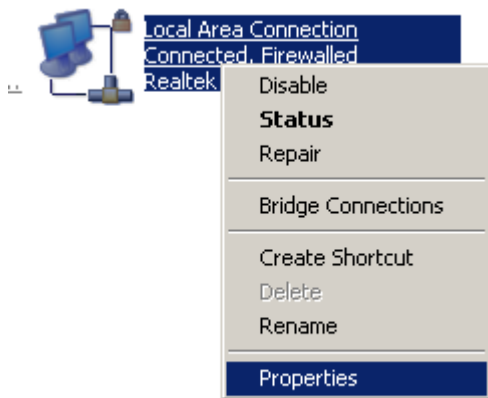 Local Area Connection
Connected, Firewalled
Realtek
Disable
Status
Repair
Bridge Connections
Create Shortcut
Delete
Rename
Properties